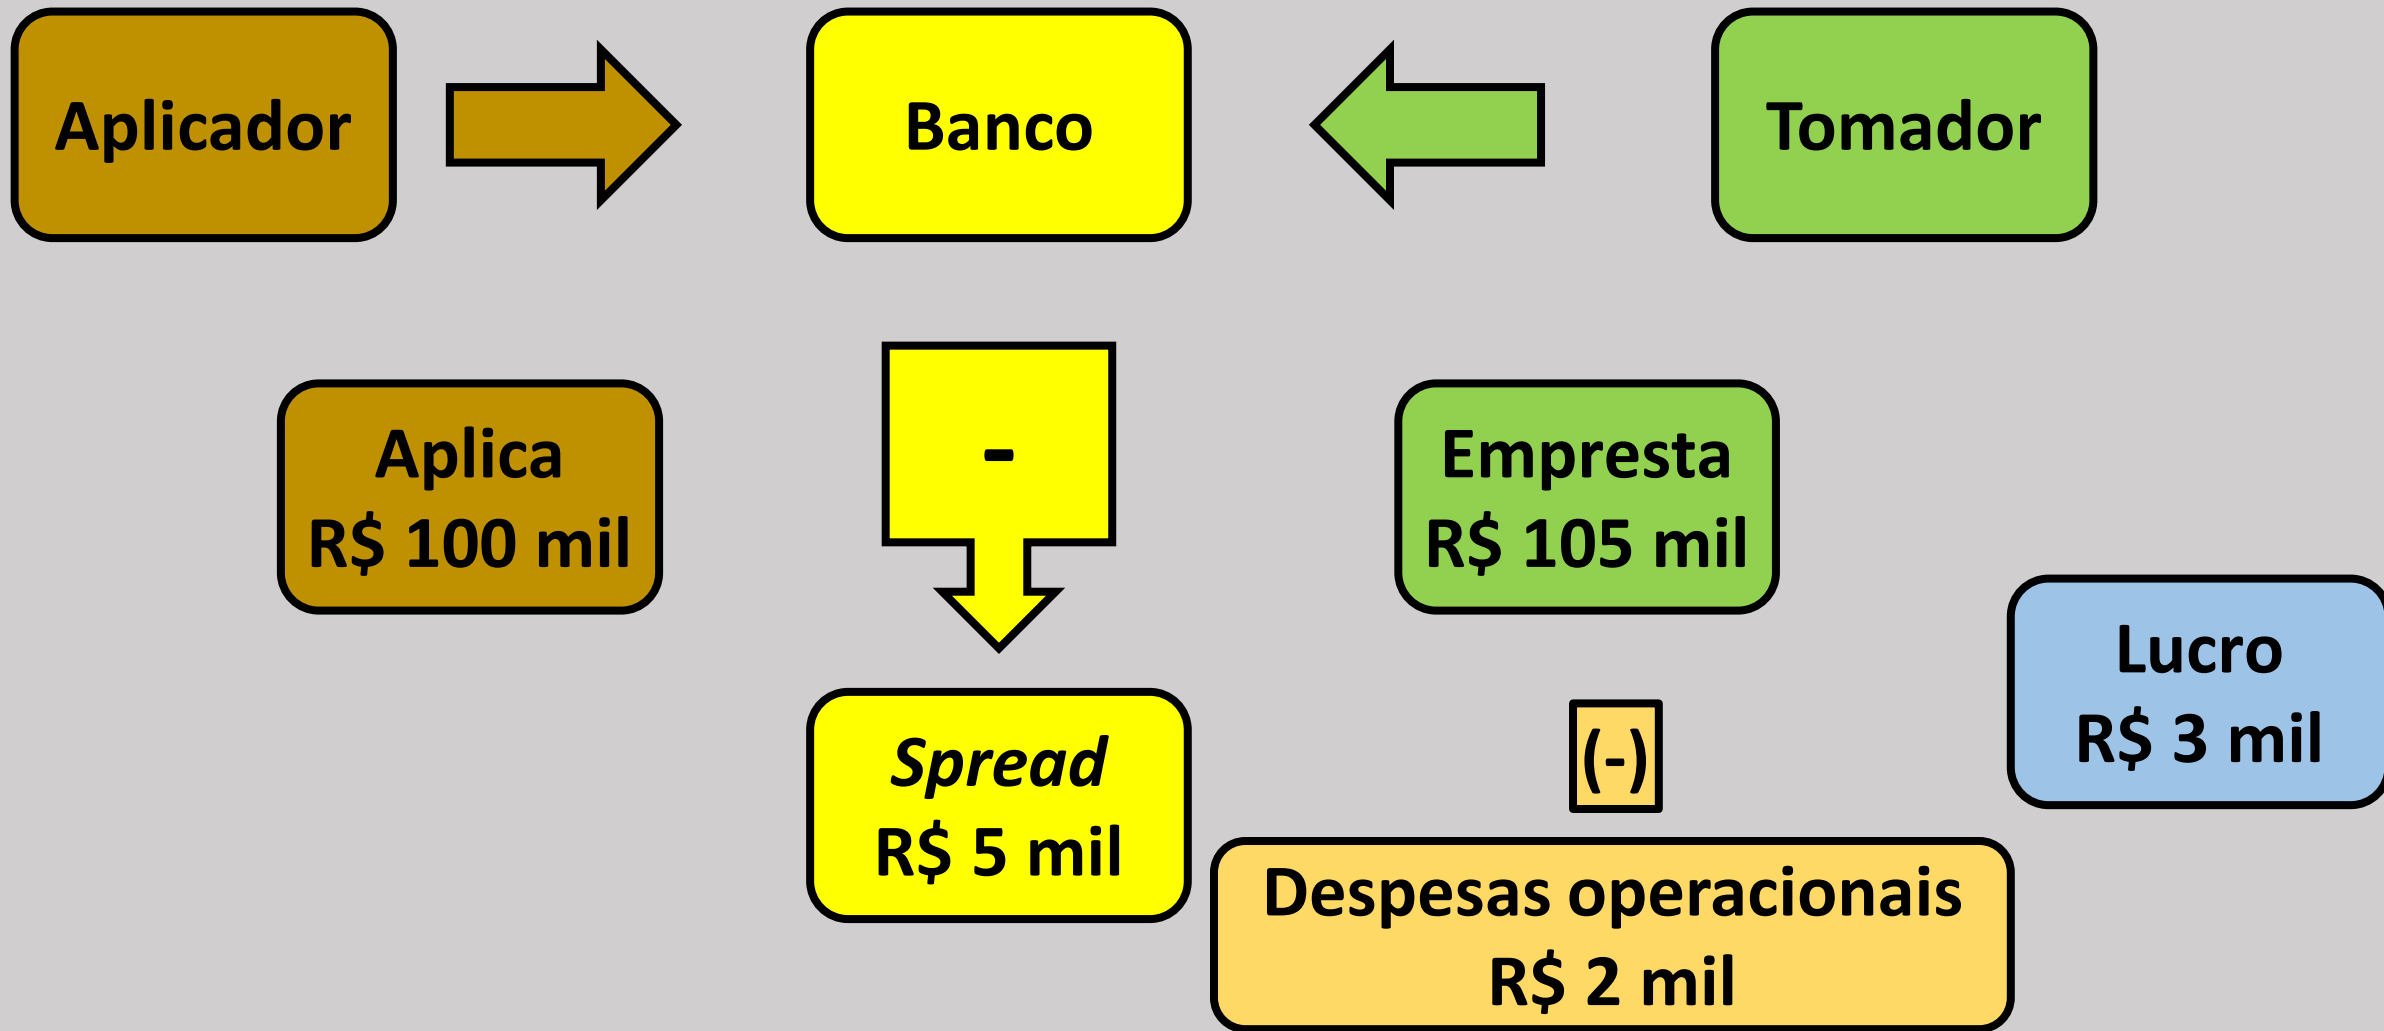 Aplicador
Banco
Tomador
Aplica
R$ 100 mil
-
Empresta
R$ 105 mil
Spread
R$ 5 mil
(-)
Despesas operacionais
R$ 2 mil
Lucro
R$ 3 mil